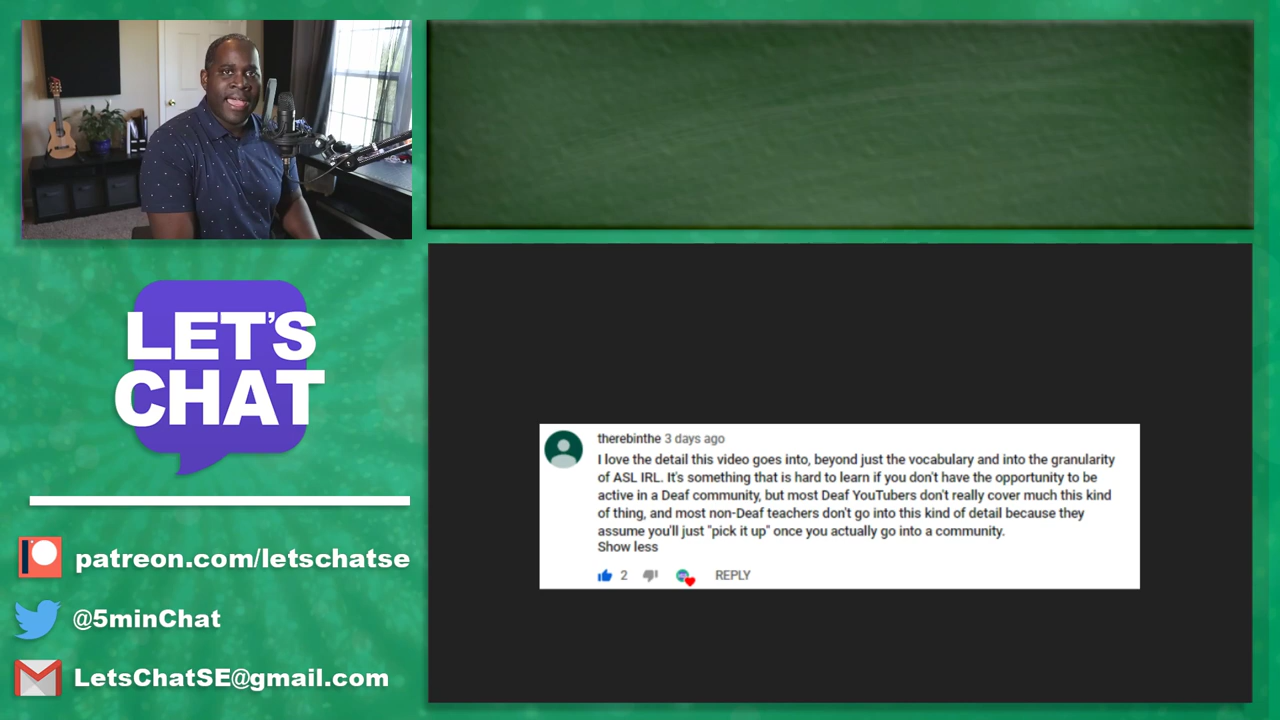 LET'S
CHAT
patreon.com/letschatse
@5minChat
LetsChatSE@gmail.com
therebinthe 3 days ago
I love the detail this video goes into, beyond just the vocabulary and into the granularity
of ASL IRL. It's something that is hard to learn if you don't have the opportunity to be
active in a Deaf community, but most Deaf YouTubers don't really cover much this kind
of thing, and most non-Deaf teachers don't go into this kind of detail because they
assume you'll just "pick it up" once you actually go into a community.
Show less
2 REPLY